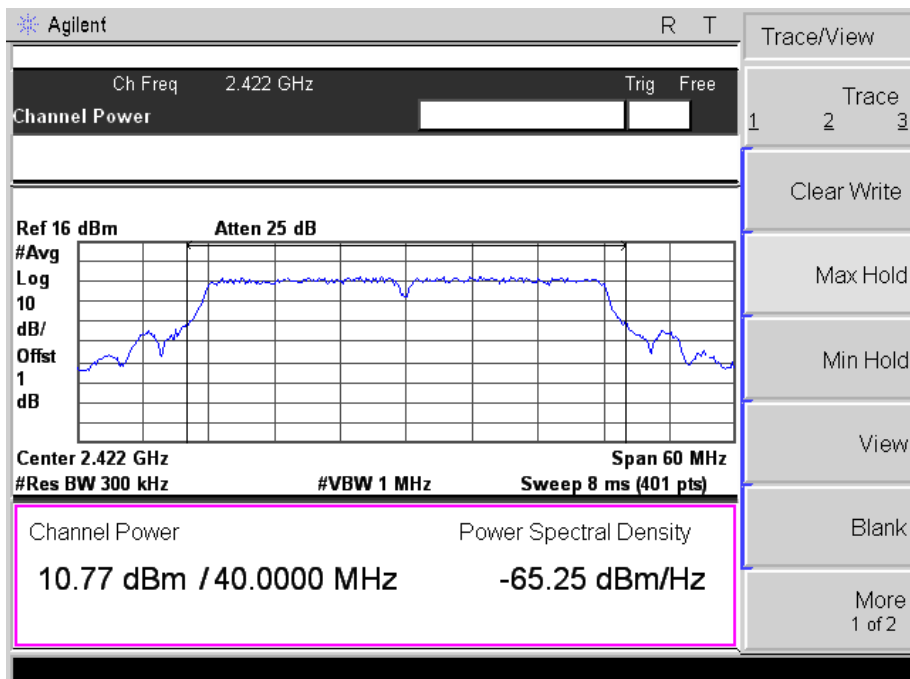 Agilent R T
Ch Freq 2.422 GHz Trig Free
Channel Power
Ref 16 dBm Atten 25 dB
#Avg
Log
10
dB/
Offst
1
dB
Center 2.422 GHz Span 60 MHz
#Res BW 300 kHz #VBW 1 MHz Sweep 8 ms (401 pts)
Channel Power Power Spectral Density
10.77 dBm / 40.0000 MHz -65.25 dBm/Hz
Trace/View
Trace
1 2 3
Clear Write
Max Hold
Min Hold
View
Blank
More
1 of 2